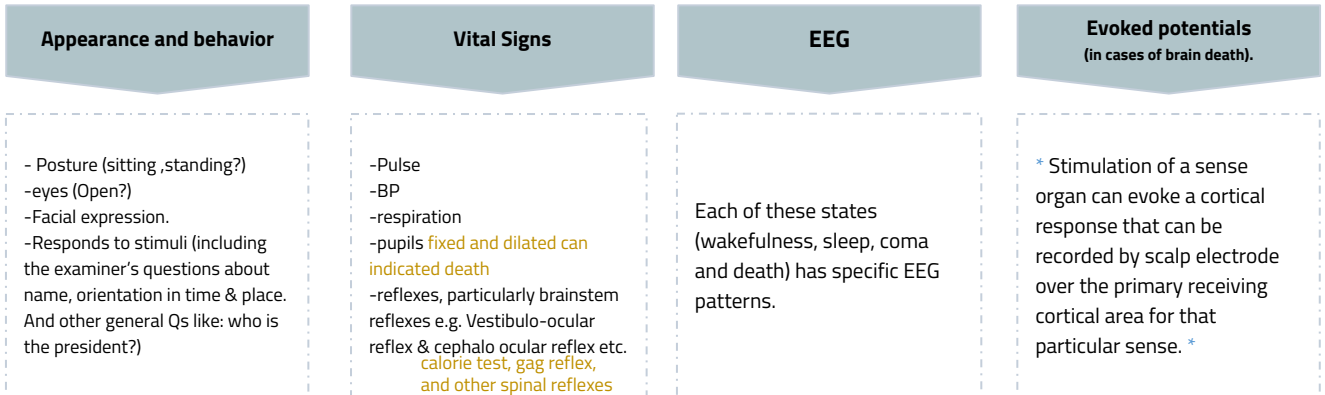 Appearance and behavior
- Posture (sitting ,standing?)
-eyes (Open?)
-Facial expression.
-Responds to stimuli (including
the examiner's questions about
name, orientation in time & place.
And other general Qs like: who is
the president?)
Vital Signs
-Pulse
-BP
-respiration
-pupils fixed and dilated can
indicated death
-reflexes, particularly brainstem
reflexes e.g. Vestibulo-ocular
reflex & cephalo ocular reflex etc.
calorie test, gag reflex,
and other spinal reflexes
EEG
Each of these states
(wakefulness, sleep, coma
and death) has specific EEG
patterns.
Evoked potentials
(in cases of brain death).
* Stimulation of a sense
organ can evoke a cortical
response that can be
recorded by scalp electrode
over the primary receiving
cortical area for that
particular sense. *